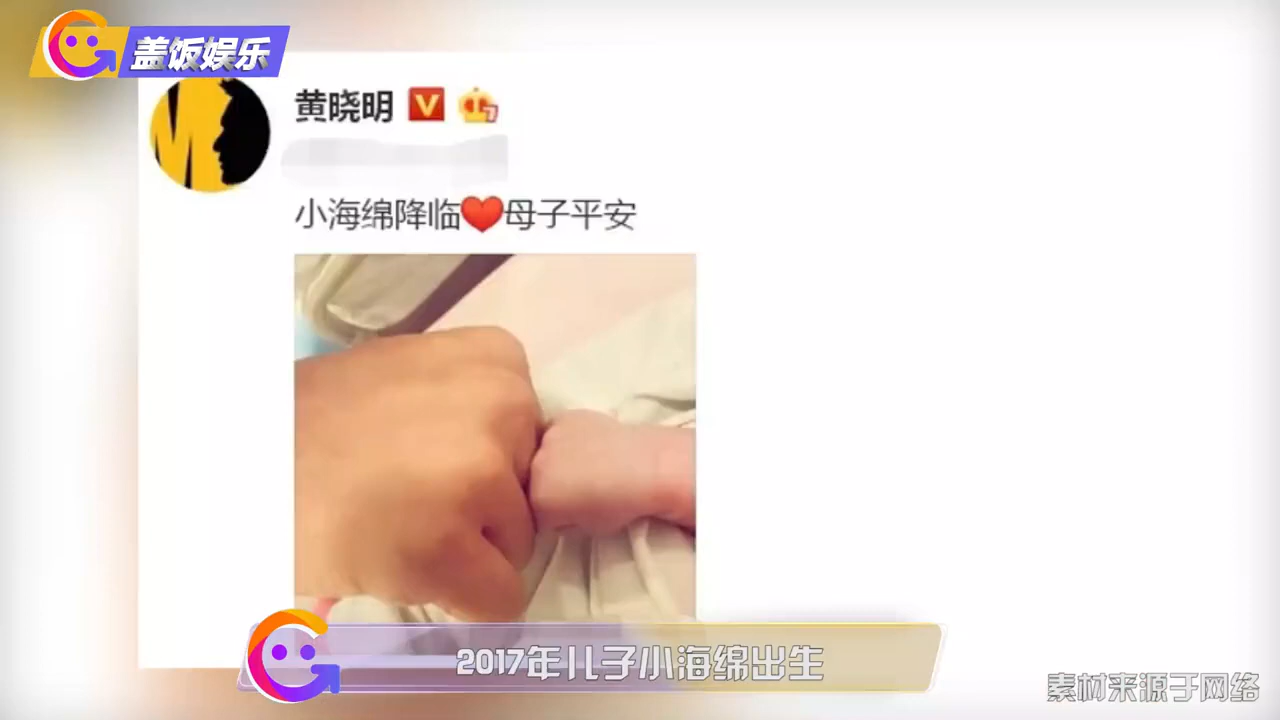 盖饭娱乐
黄晓明
小海绵降临❤母子平安
2017年儿子小海绵出生
素材来源于网络